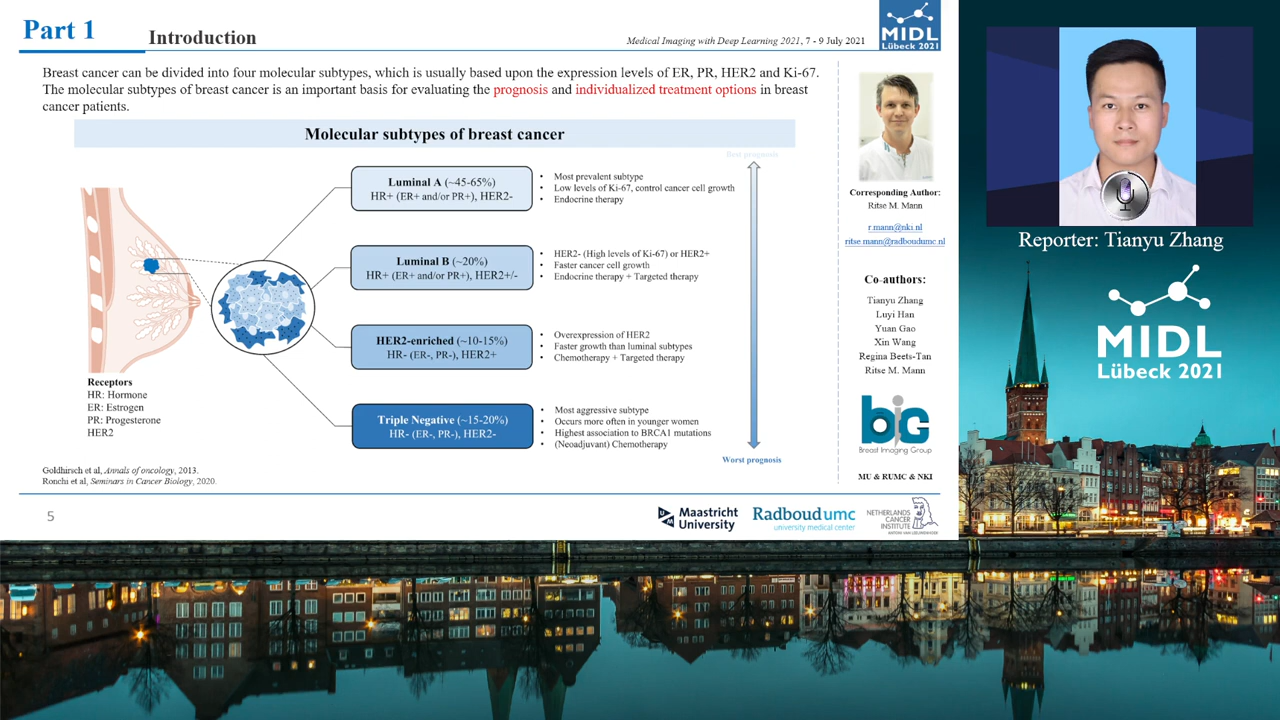 Part 1
Introduction
Medical Imaging with Deep Learning 2021, 7 - 9 July 2021
MIDL
Lübeck 2021
Breast cancer can be divided into four molecular subtypes, which is usually based upon the expression levels of ER, PR, HER2 and Ki-67.
The molecular subtypes of breast cancer is an important basis for evaluating the prognosis and individualized treatment options in breast
cancer patients.
Molecular subtypes of breast cancer
Best prognosis
Luminal A (~45-65%)
HR+ (ER+ and/or PR+), HER2-
• Most prevalent subtype
• Low levels of Ki-67, control cancer cell growth
• Endocrine therapy
Luminal B (~20%)
HR+ (ER+ and/or PR+), HER2+/-
• HER2- (High levels of Ki-67) or HER2+
• Faster cancer cell growth
• Endocrine therapy + Targeted therapy
HER2-enriched (~10-15%)
HR- (ER-, PR-), HER2+
• Overexpression of HER2
• Faster growth than luminal subtypes
• Chemotherapy + Targeted therapy
Triple Negative (~15-20%)
HR- (ER-, PR-), HER2-
• Most aggressive subtype
• Occurs more often in younger women
• Highest association to BRCA1 mutations
• (Neoadjuvant) Chemotherapy
Worst prognosis
Receptors
HR: Hormone
ER: Estrogen
PR: Progesterone
HER2
Goldhirsch et al, Annals of oncology, 2013.
Ronchi et al, Seminars in Cancer Biology, 2020.
5
Corresponding Author:
Ritse M. Mann
r.mann@nki.nl
ritse.mann@radboudumc.nl
Co-authors:
Tianyu Zhang
Luyi Han
Yuan Gao
Xin Wang
Regina Beets-Tan
Ritse M. Mann
big
Breast Imaging Group
MU & RUMC & NKI
Maastricht
University
Radboudumc
university medical center
NETHERLANDS
CANCER
INSTITUTE
ANTONI VAN LEEUWENHOEK
Reporter: Tianyu Zhang
MIDL
Lübeck 2021